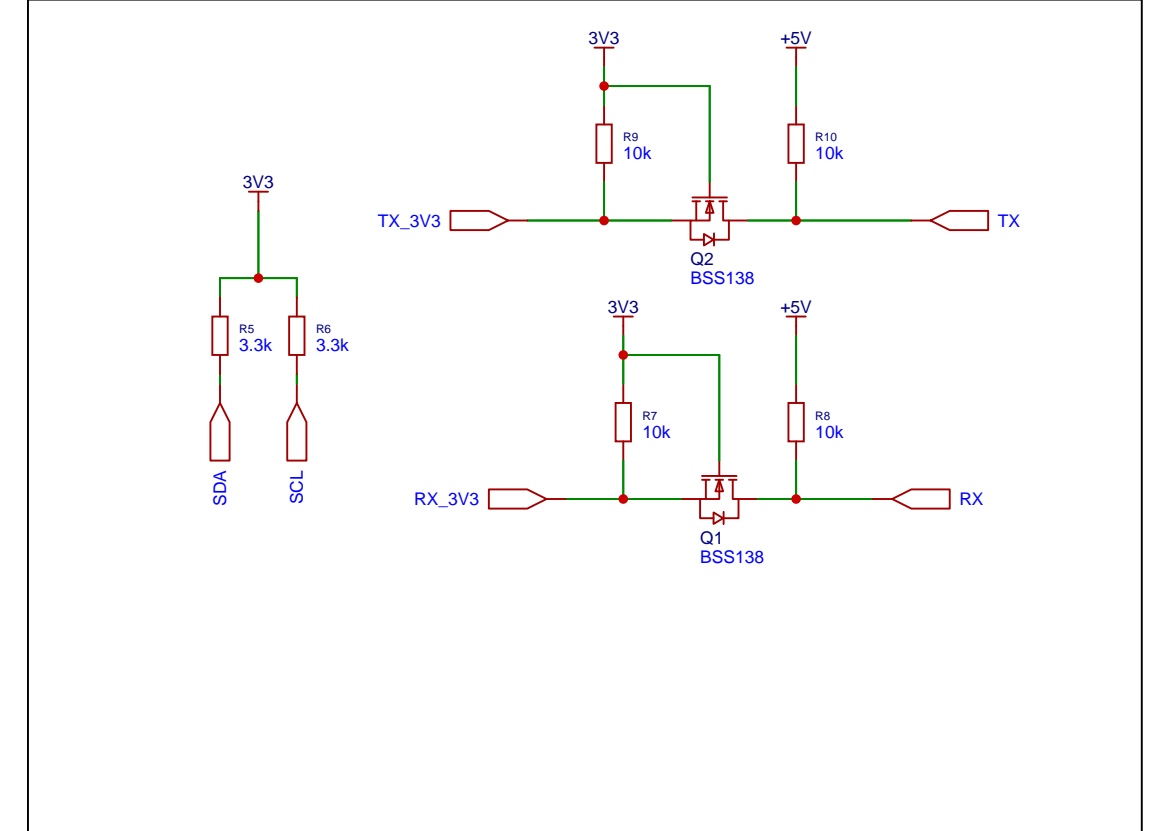 3V3
+5V
R9
10k
R10
10k
3V3
TX_3V3
TX
Q2
BSS138
3V3
+5V
R5
3.3k
R6
3.3k
R7
10k
R8
10k
SDA
SCL
RX_3V3
RX
Q1
BSS138